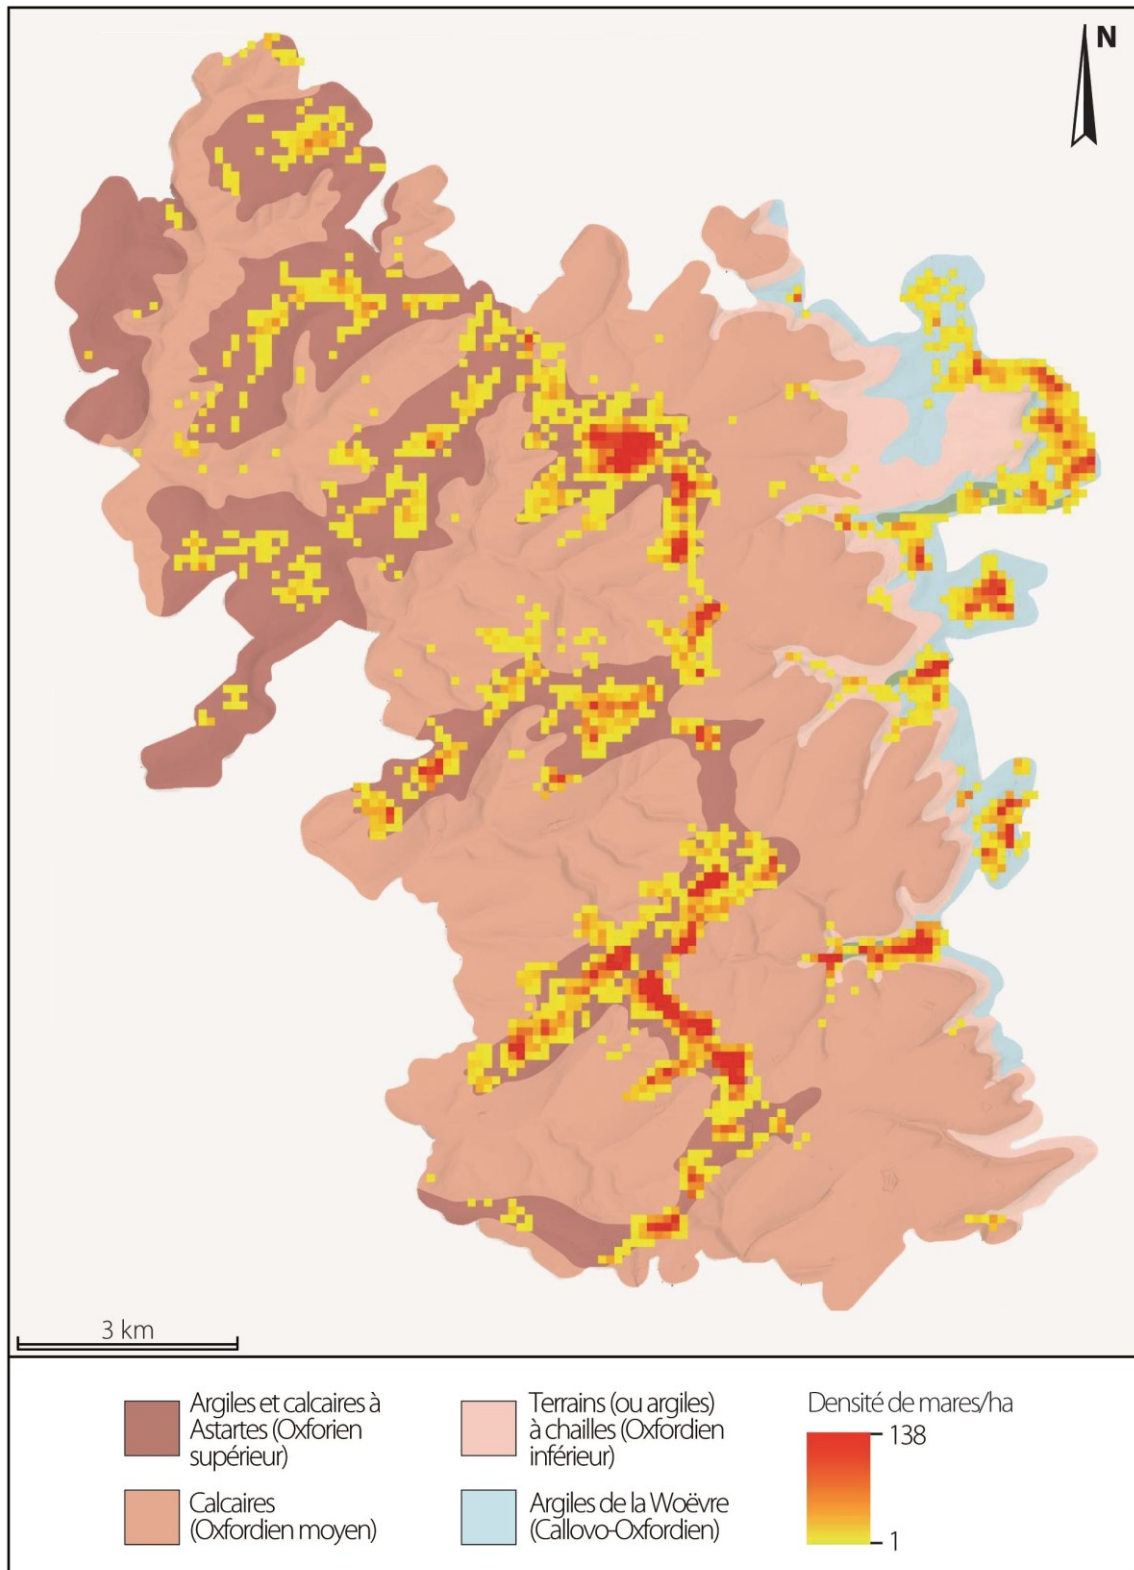 N
3 km
Argiles et calcaires à
Astartes (Oxforien
supérieur)
Calcaires
(Oxfordien moyen)
Terrains (ou argiles)
à chailles (Oxfordien
inférieur)
Argiles de la Woëvre
(Callovo-Oxfordien)
Densité de mares/ha
138
1